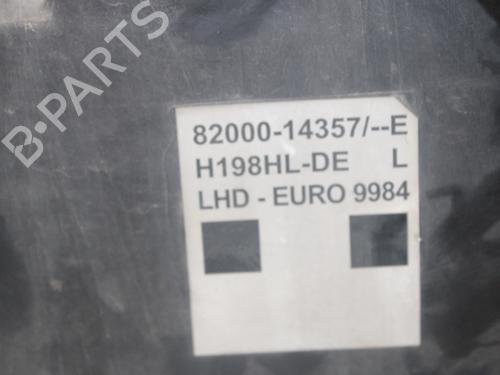 B-PARTS
82000-14357/--E
H198HL-DE L
LHD - EURO 9984